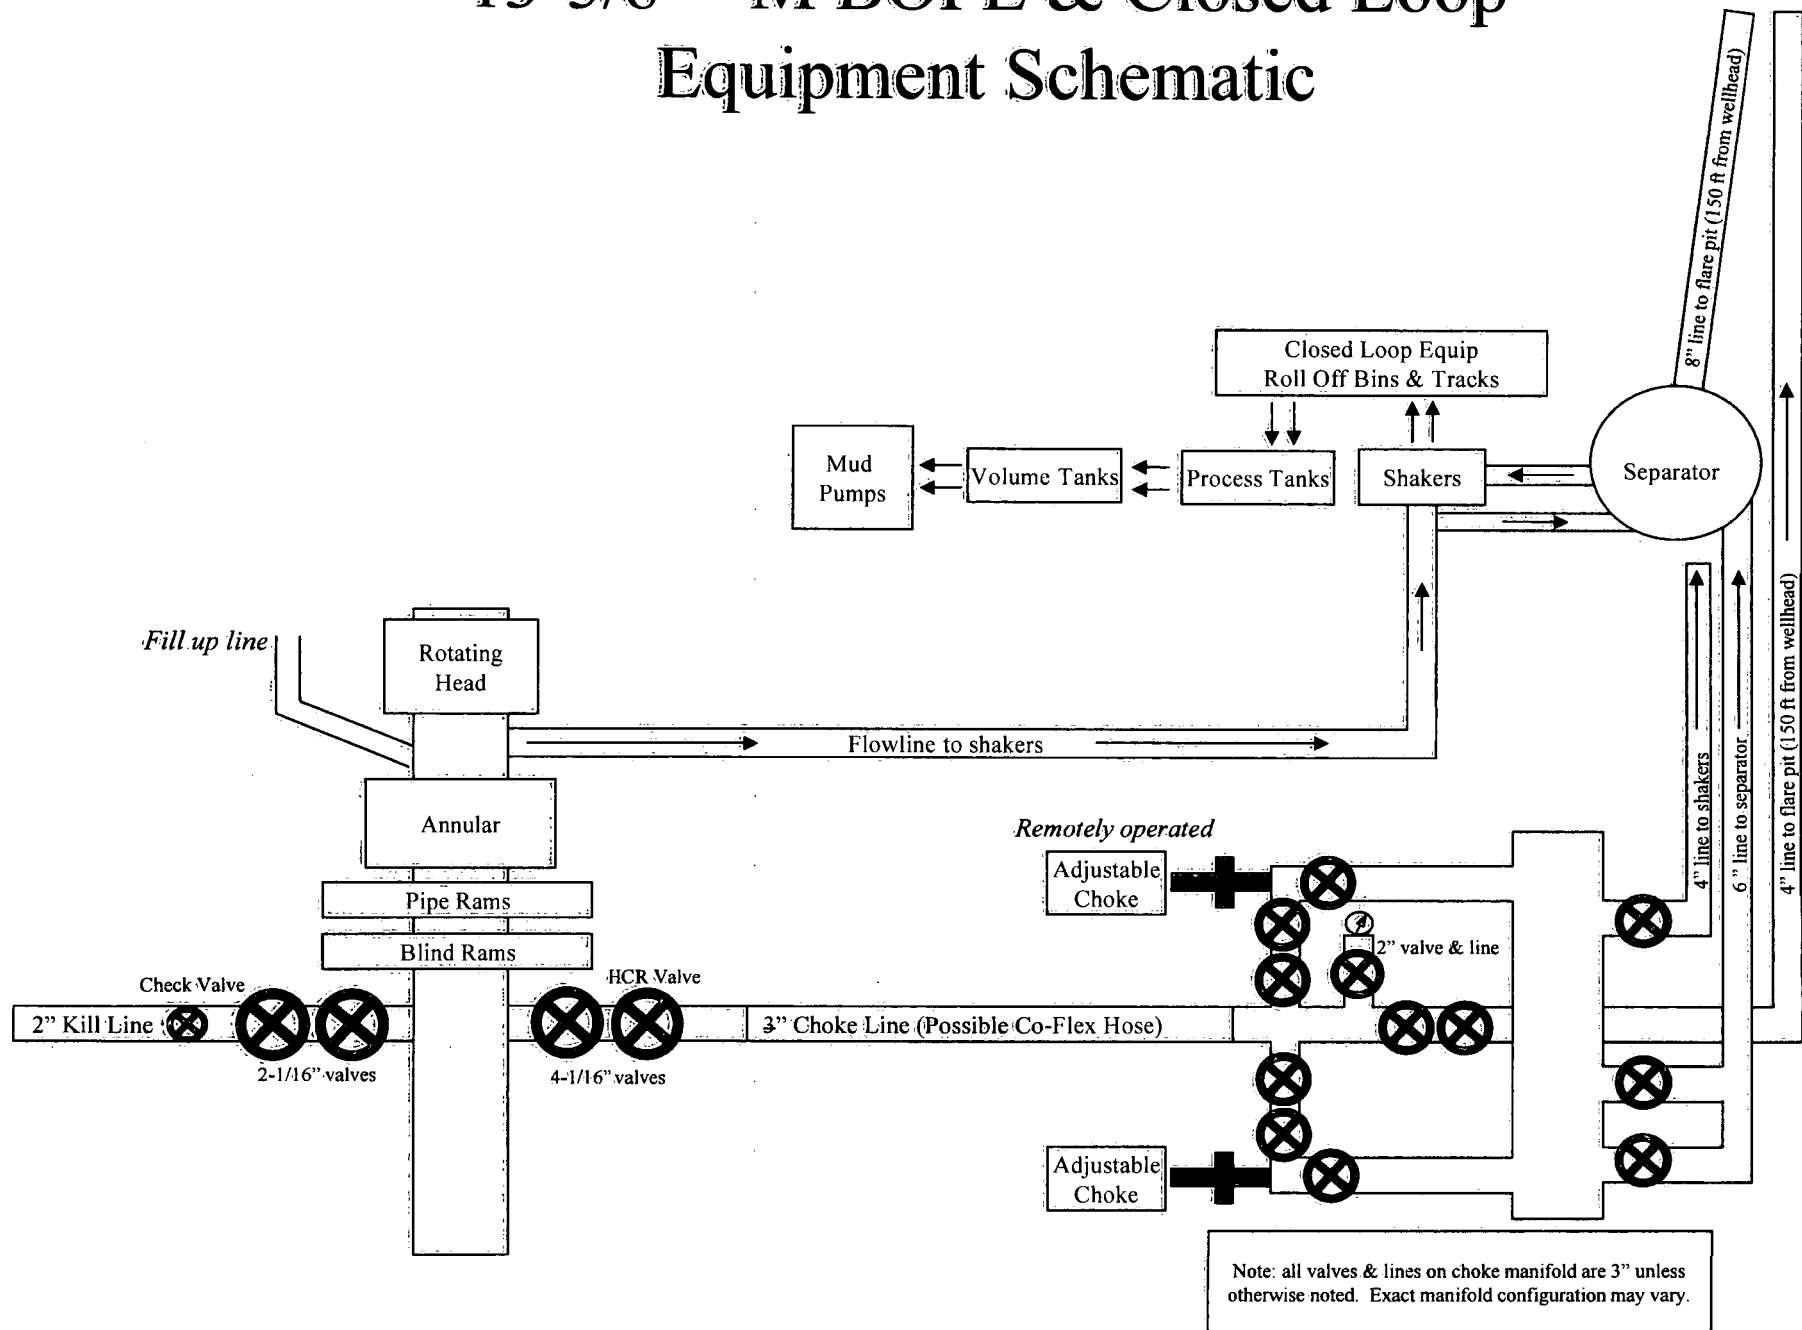 M BOPE & Closed Loop
Equipment Schematic
8” line to flare pit (150 ft from wellhead)
Closed Loop Equip
Roll Off Bins & Tracks
Mud
Pumps
Volume Tanks
Process Tanks
Shakers
Separator
Fill up line
Rotating
Head
Flowline to shakers
Annular
Pipe Rams
Blind Rams
Check Valve
HCR Valve
2” Kill Line
3” Choke Line (Possible Co-Flex Hose)
2-1/16” valves
4-1/16” valves
Remotely operated
Adjustable
Choke
2” valve & line
Adjustable
Choke
4” line to shakers
6” line to separator
4” line to flare pit (150 ft from wellhead)
Note: all valves & lines on choke manifold are 3” unless
otherwise noted. Exact manifold configuration may vary.